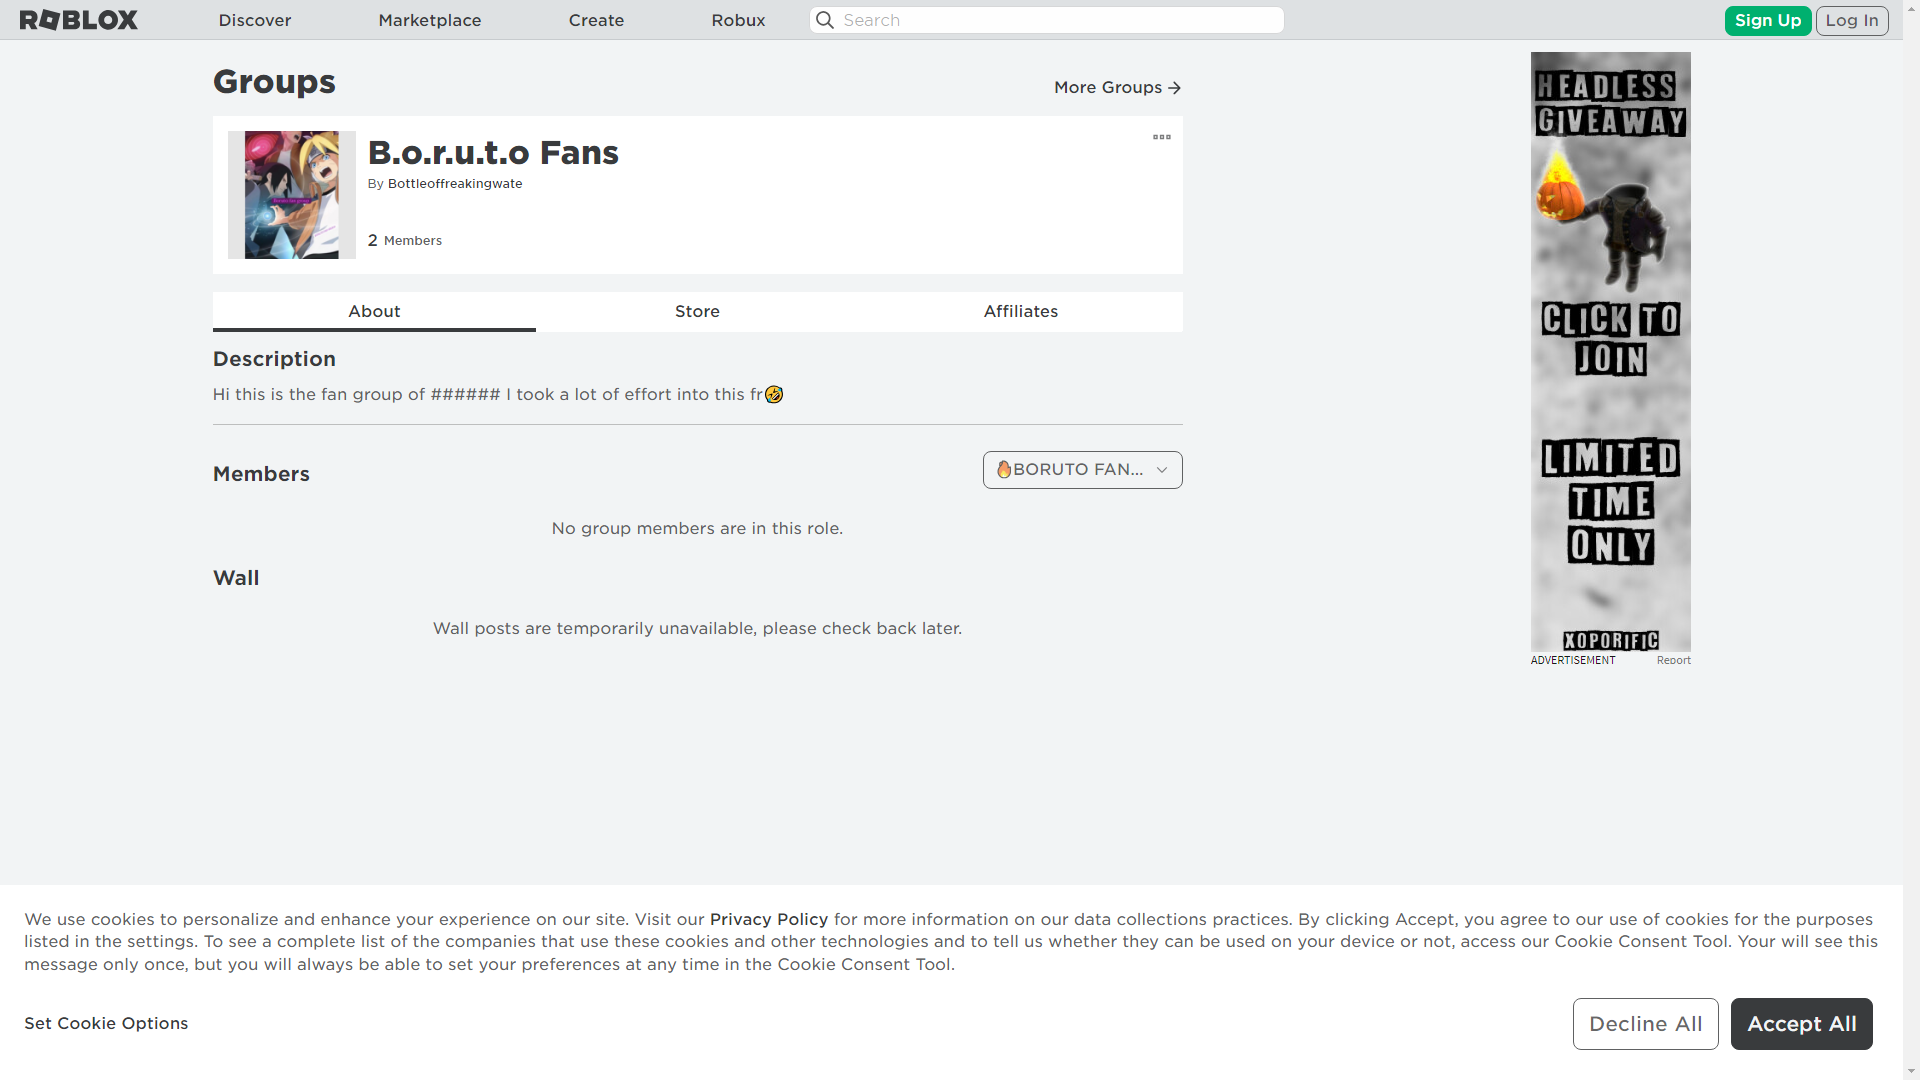 ROBLOX
Discover
Marketplace
Create
Robux
Search
Sign Up
Log In
Groups
More Groups
B.o.r.u.t.o Fans
By Bottleoffreakingwate
2 Members
About
Store
Affiliates
Description
Hi this is the fan group of ###### I took a lot of effort into this fr🤣
Members
🔥BORUTO FAN...
No group members are in this role.
Wall
Wall posts are temporarily unavailable, please check back later.
HEADLESS
GIVEAWAY
CLICK TO
JOIN
LIMITED
TIME
ONLY
XOPORIFIC
ADVERTISEMENT
Report
We use cookies to personalize and enhance your experience on our site. Visit our Privacy Policy for more information on our data collections practices. By clicking Accept, you agree to our use of cookies for the purposes
listed in the settings. To see a complete list of the companies that use these cookies and other technologies and to tell us whether they can be used on your device or not, access our Cookie Consent Tool. Your will see this
message only once, but you will always be able to set your preferences at any time in the Cookie Consent Tool.
Set Cookie Options
Decline All
Accept All